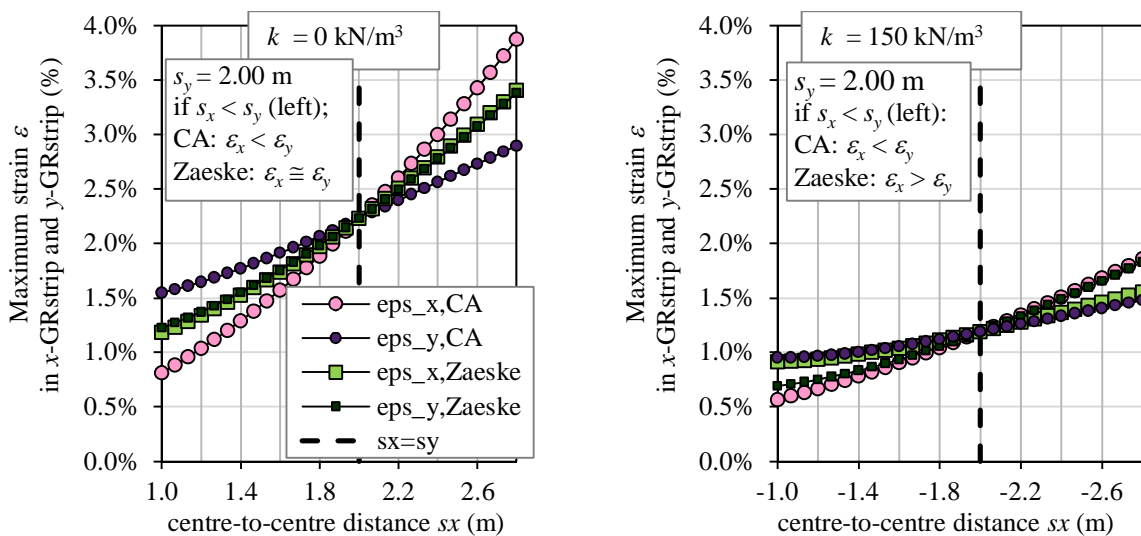 Maximum strain ε
in x-GRstrip and y-GRstrip (%)
4.0%
3.5%
3.0%
2.5%
2.0%
1.5%
1.0%
0.5%
0.0%
k = 0 kN/m³
s_y = 2.00 m
if s_x < s_y (left);
CA: ε_x < ε_y
Zaeske: ε_x ≅ ε_y
eps_x,CA
eps_y,CA
eps_x,Zaeske
eps_y,Zaeske
sx=sy
1.0 1.4 1.8 2.2 2.6
centre-to-centre distance sx (m)
Maximum strain ε
in x-GRstrip and y-GRstrip (%)
4.0%
3.5%
3.0%
2.5%
2.0%
1.5%
1.0%
0.5%
0.0%
k = 150 kN/m³
s_y = 2.00 m
if s_x < s_y (left):
CA: ε_x < ε_y
Zaeske: ε_x > ε_y
-1.0 -1.4 -1.8 -2.2 -2.6
centre-to-centre distance sx (m)